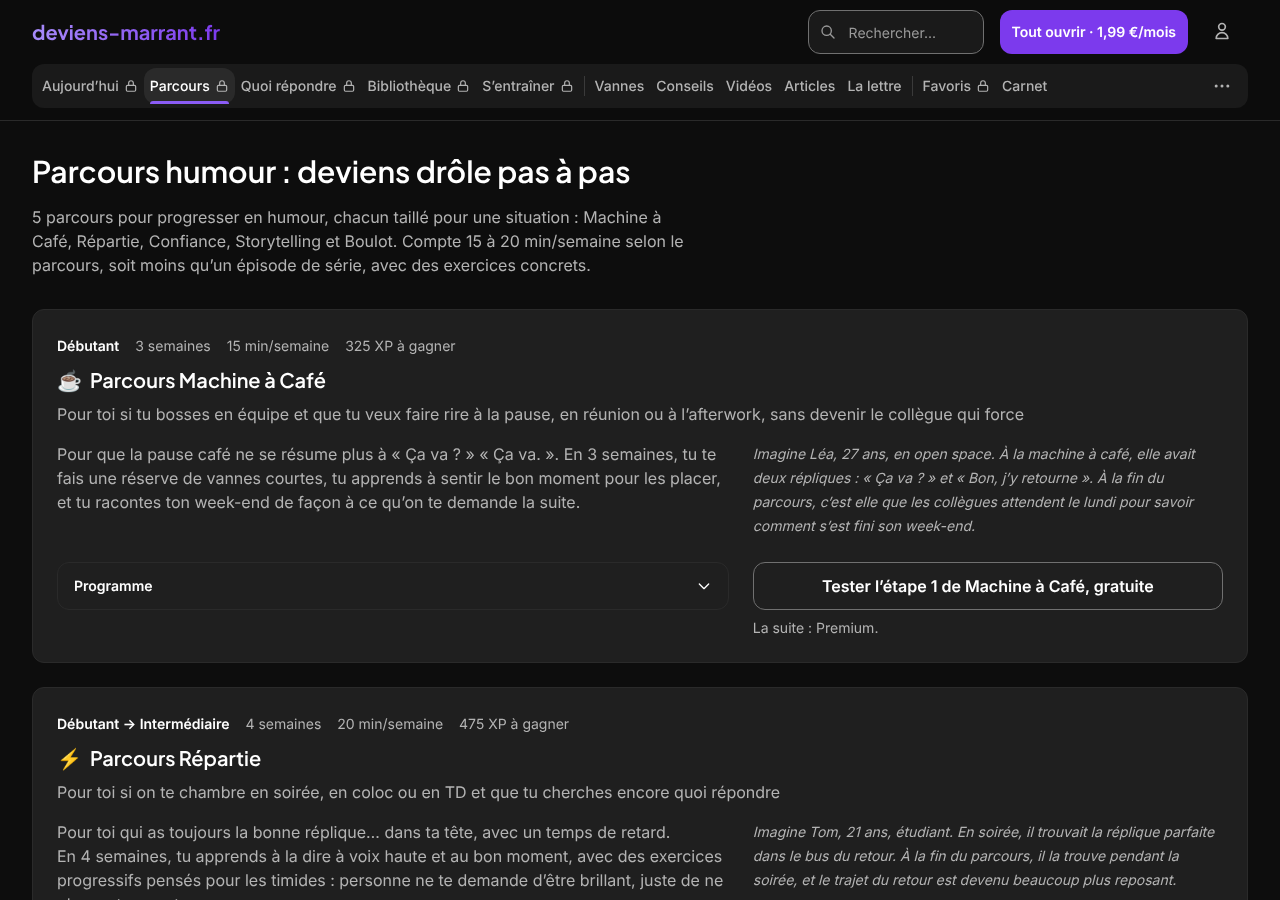 deviens-marrant.fr
Rechercher...
Tout ouvrir · 1,99 €/mois
Aujourd’hui Parcours Quoi répondre Bibliothèque S’entraîner Vannes Conseils Vidéos Articles La lettre Favoris Carnet ...
Parcours humour : deviens drôle pas à pas
5 parcours pour progresser en humour, chacun taillé pour une situation : Machine à
Café, Répartie, Confiance, Storytelling et Boulot. Compte 15 à 20 min/semaine selon le
parcours, soit moins qu’un épisode de série, avec des exercices concrets.
Débutant 3 semaines 15 min/semaine 325 XP à gagner
☕ Parcours Machine à Café
Pour toi si tu bosses en équipe et que tu veux faire rire à la pause, en réunion ou à l’afterwork, sans devenir le collègue qui force
Pour que la pause café ne se résume plus à « Ça va ? » « Ça va. ». En 3 semaines, tu te
fais une réserve de vannes courtes, tu apprends à sentir le bon moment pour les placer,
et tu racontes ton week-end de façon à ce qu’on te demande la suite.
Imagine Léa, 27 ans, en open space. À la machine à café, elle avait
deux répliques : « Ça va ? » et « Bon, j’y retourne ». À la fin du
parcours, c’est elle que les collègues attendent le lundi pour savoir
comment s’est fini son week-end.
Programme
Tester l’étape 1 de Machine à Café, gratuite
La suite : Premium.
Débutant → Intermédiaire 4 semaines 20 min/semaine 475 XP à gagner
⚡ Parcours Répartie
Pour toi si on te chambre en soirée, en coloc ou en TD et que tu cherches encore quoi répondre
Pour toi qui as toujours la bonne réplique… dans ta tête, avec un temps de retard.
En 4 semaines, tu apprends à la dire à voix haute et au bon moment, avec des exercices
progressifs pensés pour les timides : personne ne te demande d’être brillant, juste de ne
Imagine Tom, 21 ans, étudiant. En soirée, il trouvait la réplique parfaite
dans le bus du retour. À la fin du parcours, il la trouve pendant la
soirée, et le trajet du retour est devenu beaucoup plus reposant.